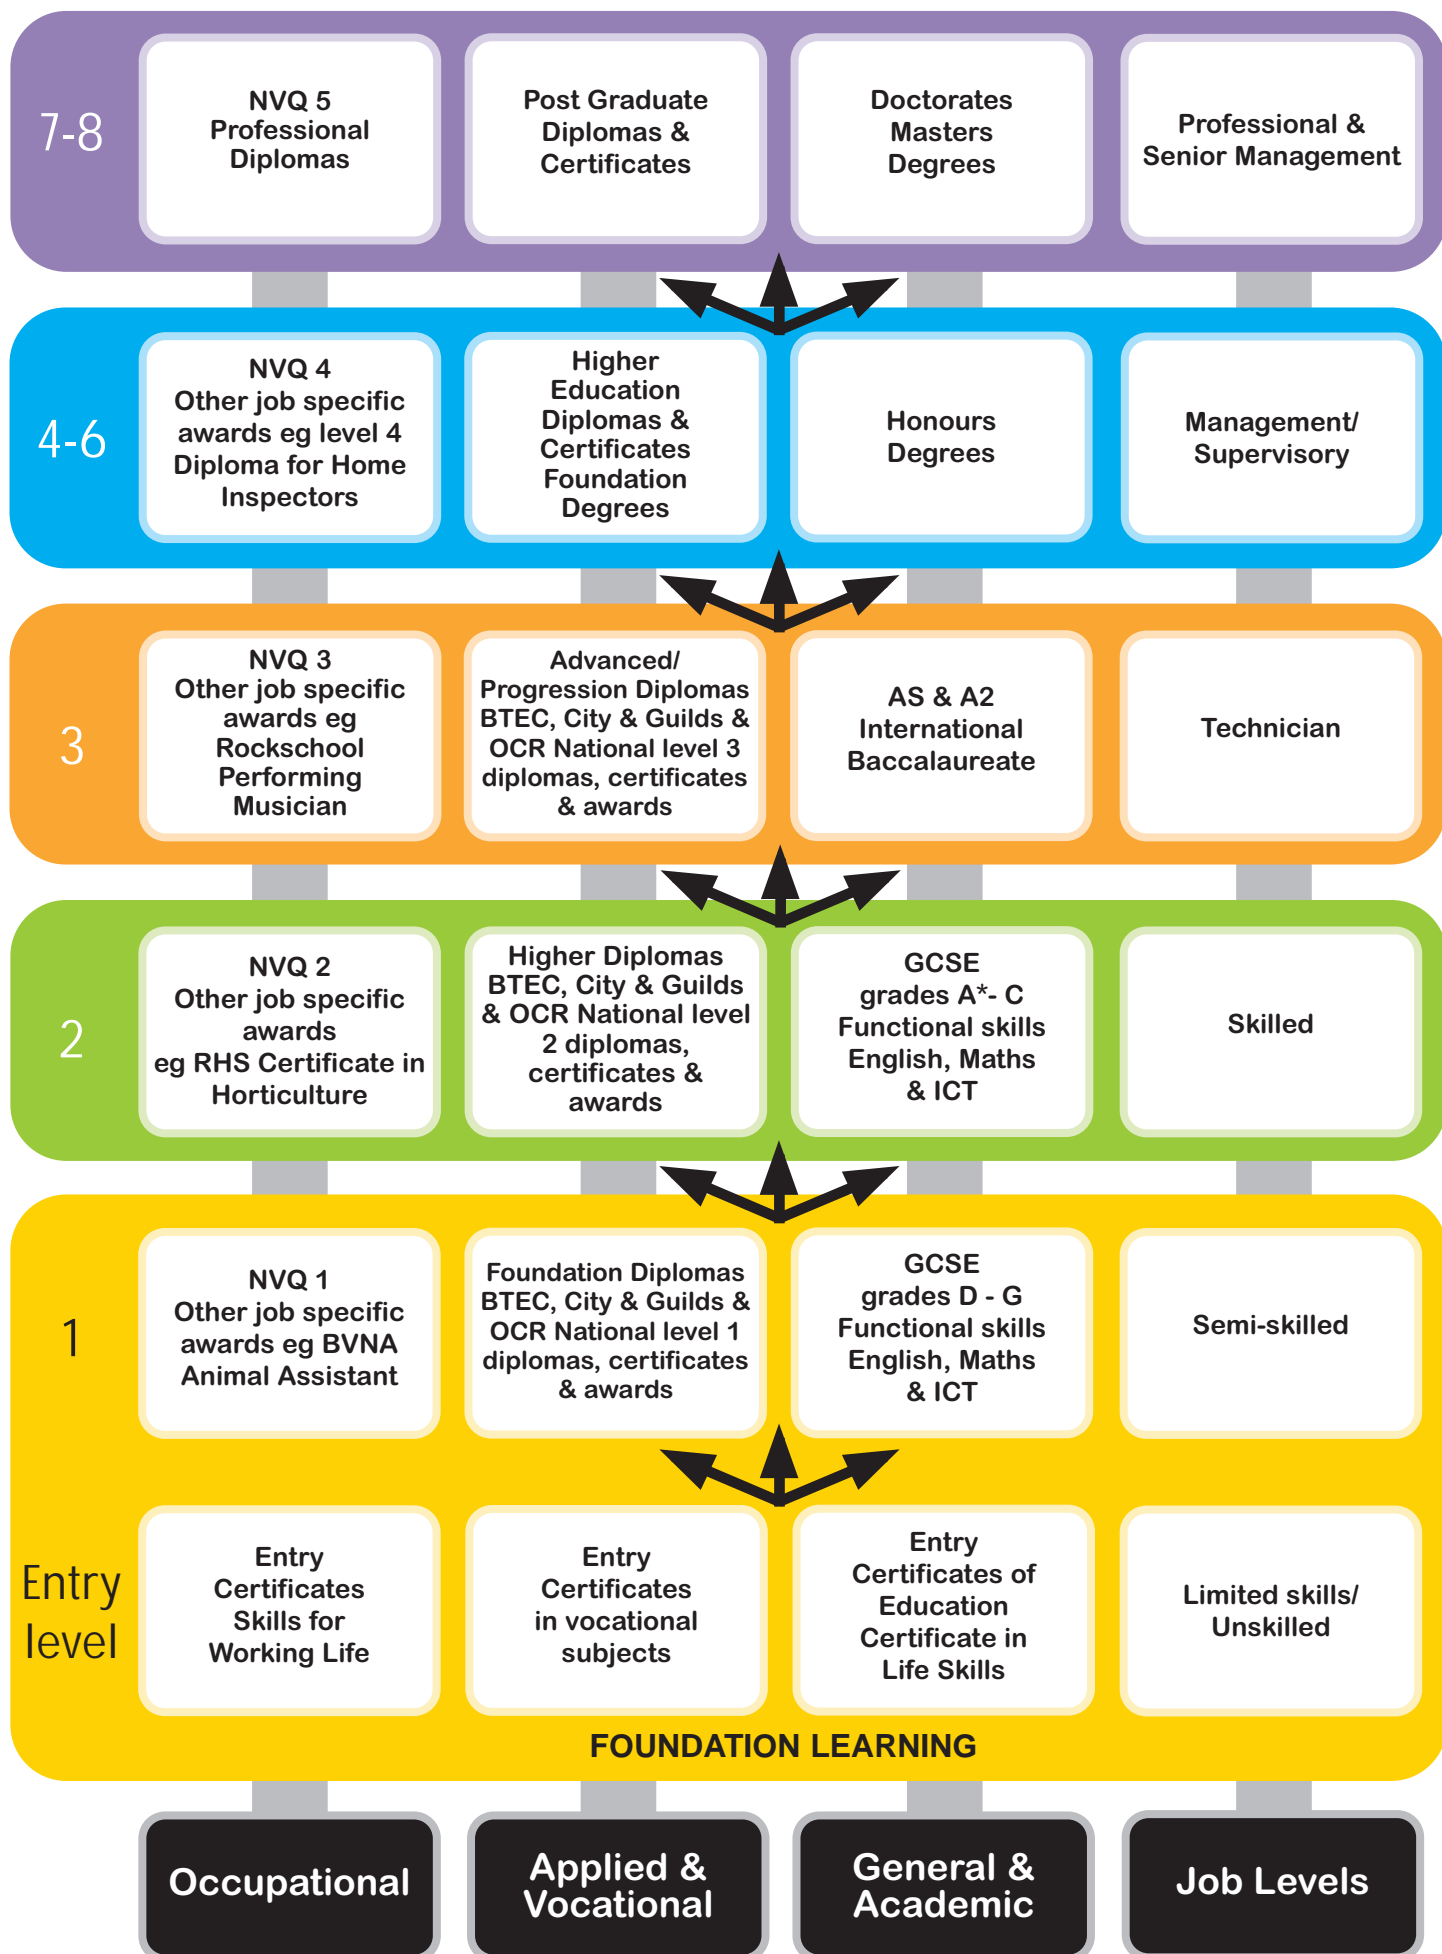 7-8
NVQ 5
Professional
Diplomas
Post Graduate
Diplomas &
Certificates
Doctorates
Masters
Degrees
Professional &
Senior Management
4-6
NVQ 4
Other job specific
awards eg level 4
Diploma for Home
Inspectors
Higher
Education
Diplomas &
Certificates
Foundation
Degrees
Honours
Degrees
Management/
Supervisory
3
NVQ 3
Other job specific
awards eg
Rockschool
Performing
Musician
Advanced/
Progression Diplomas
BTEC, City & Guilds &
OCR National level 3
diplomas, certificates
& awards
AS & A2
International
Baccalaureate
Technician
2
NVQ 2
Other job specific
awards
eg RHS Certificate in
Horticulture
Higher Diplomas
BTEC, City & Guilds
& OCR National level
2 diplomas,
certificates &
awards
GCSE
grades A*- C
Functional skills
English, Maths
& ICT
Skilled
1
NVQ 1
Other job specific
awards eg BVNA
Animal Assistant
Foundation Diplomas
BTEC, City & Guilds &
OCR National level 1
diplomas, certificates
& awards
GCSE
grades D - G
Functional skills
English, Maths
& ICT
Semi-skilled
Entry
level
Entry
Certificates
Skills for
Working Life
Entry
Certificates
in vocational
subjects
Entry
Certificates of
Education
Certificate in
Life Skills
Limited skills/
Unskilled
FOUNDATION LEARNING
Occupational
Applied &
Vocational
General &
Academic
Job Levels